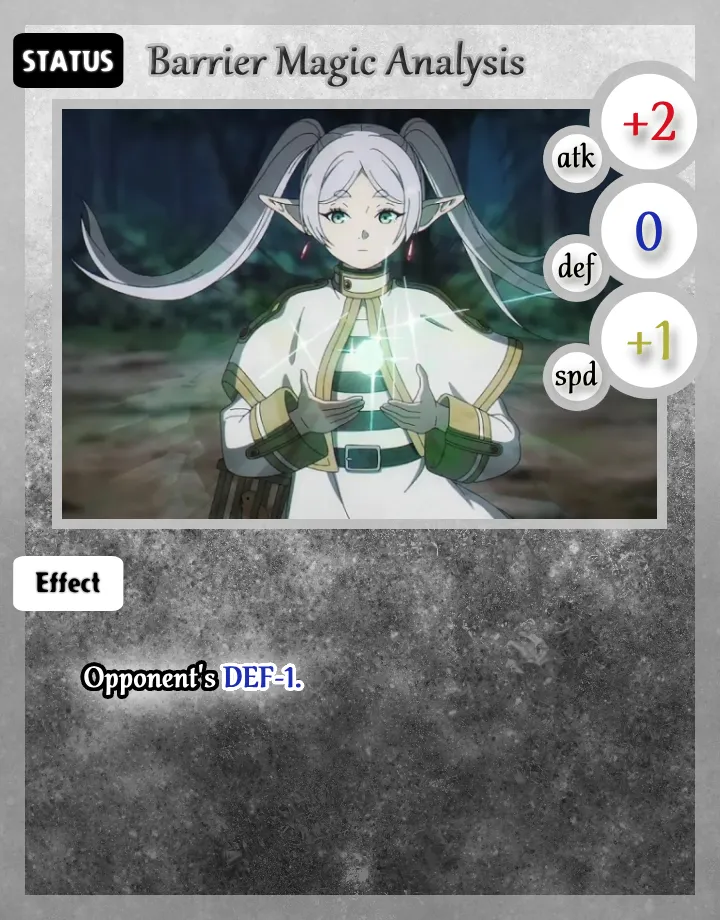 STATUS
Barrier Magic Analysis
+2
atk
0
def
+1
spd
Effect
Opponent's DEF-1.